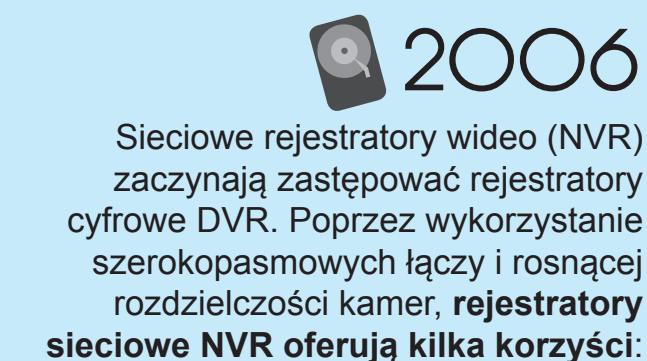 2006
Sieciowe rejestratory wideo (NVR)
zaczynają zastępować rejestratory
cyfrowe DVR. Poprzez wykorzystanie
szerokopasmowych łączy i rosnącej
rozdzielczości kamer, rejestratory
sieciowe NVR oferują kilka korzyści: